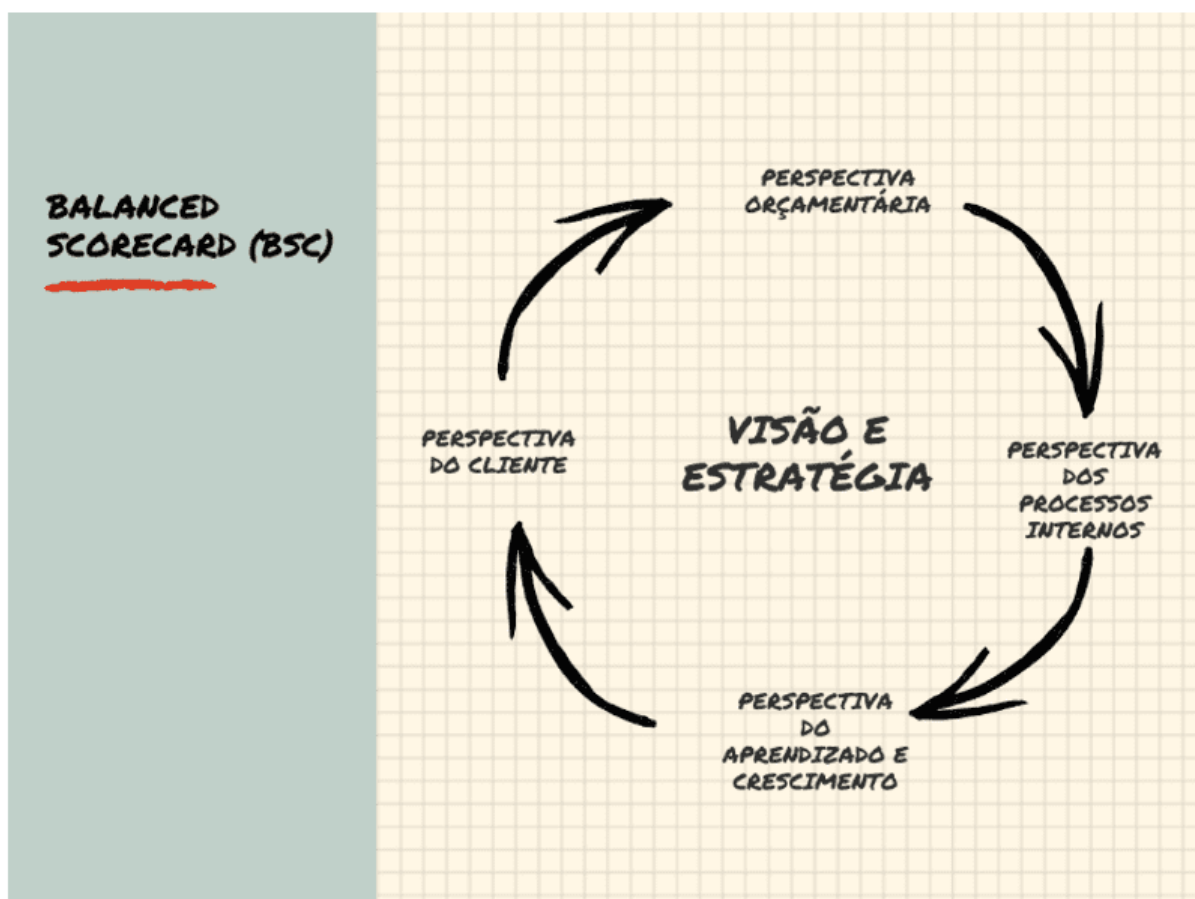 BALANCED
SCORECARD (BSC)
PERSPECTIVA
ORÇAMENTÁRIA
PERSPECTIVA
DO CLIENTE
VISÃO E
ESTRATÉGIA
PERSPECTIVA
DOS
PROCESSOS
INTERNOS
PERSPECTIVA
DO
APRENDIZADO E
CRESCIMENTO